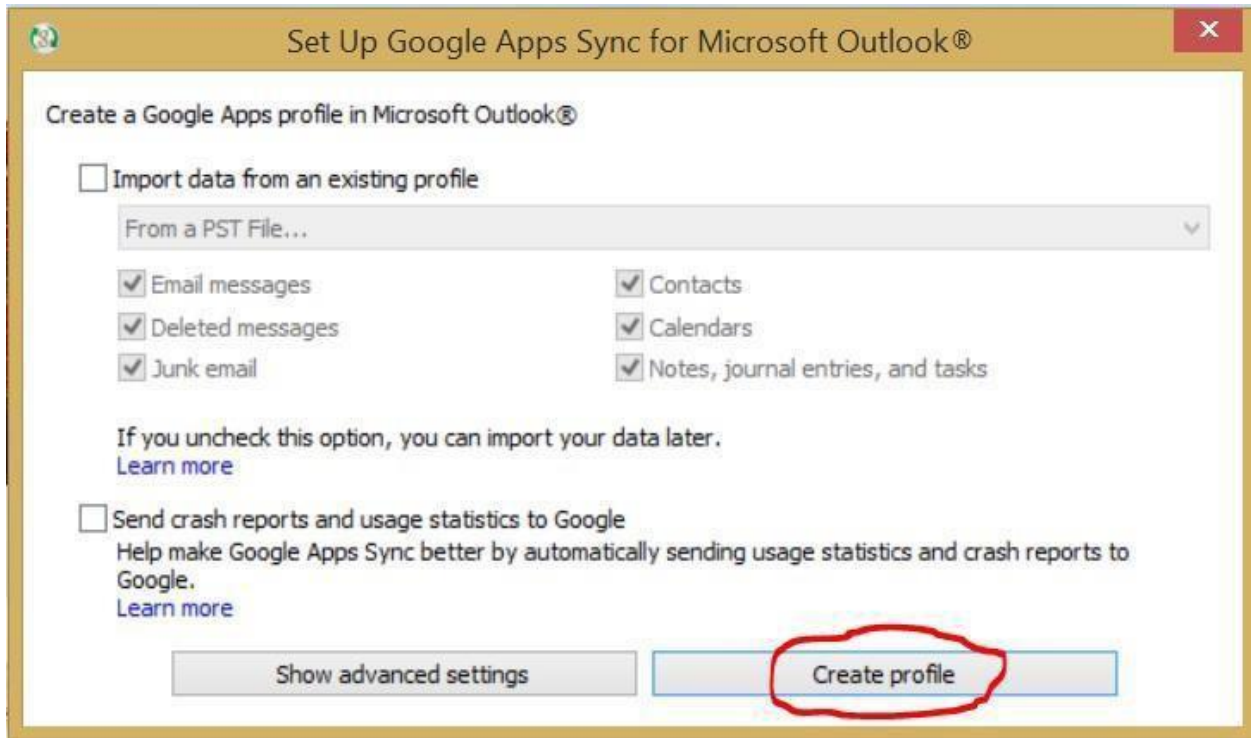 Set Up Google Apps Sync for Microsoft Outlook®
Create a Google Apps profile in Microsoft Outlook®
Import data from an existing profile
From a PST File...
Email messages
Contacts
Deleted messages
Calendars
Junk email
Notes, journal entries, and tasks
If you uncheck this option, you can import your data later.
Learn more
Send crash reports and usage statistics to Google
Help make Google Apps Sync better by automatically sending usage statistics and crash reports to
Google.
Learn more
Show advanced settings
Create profile